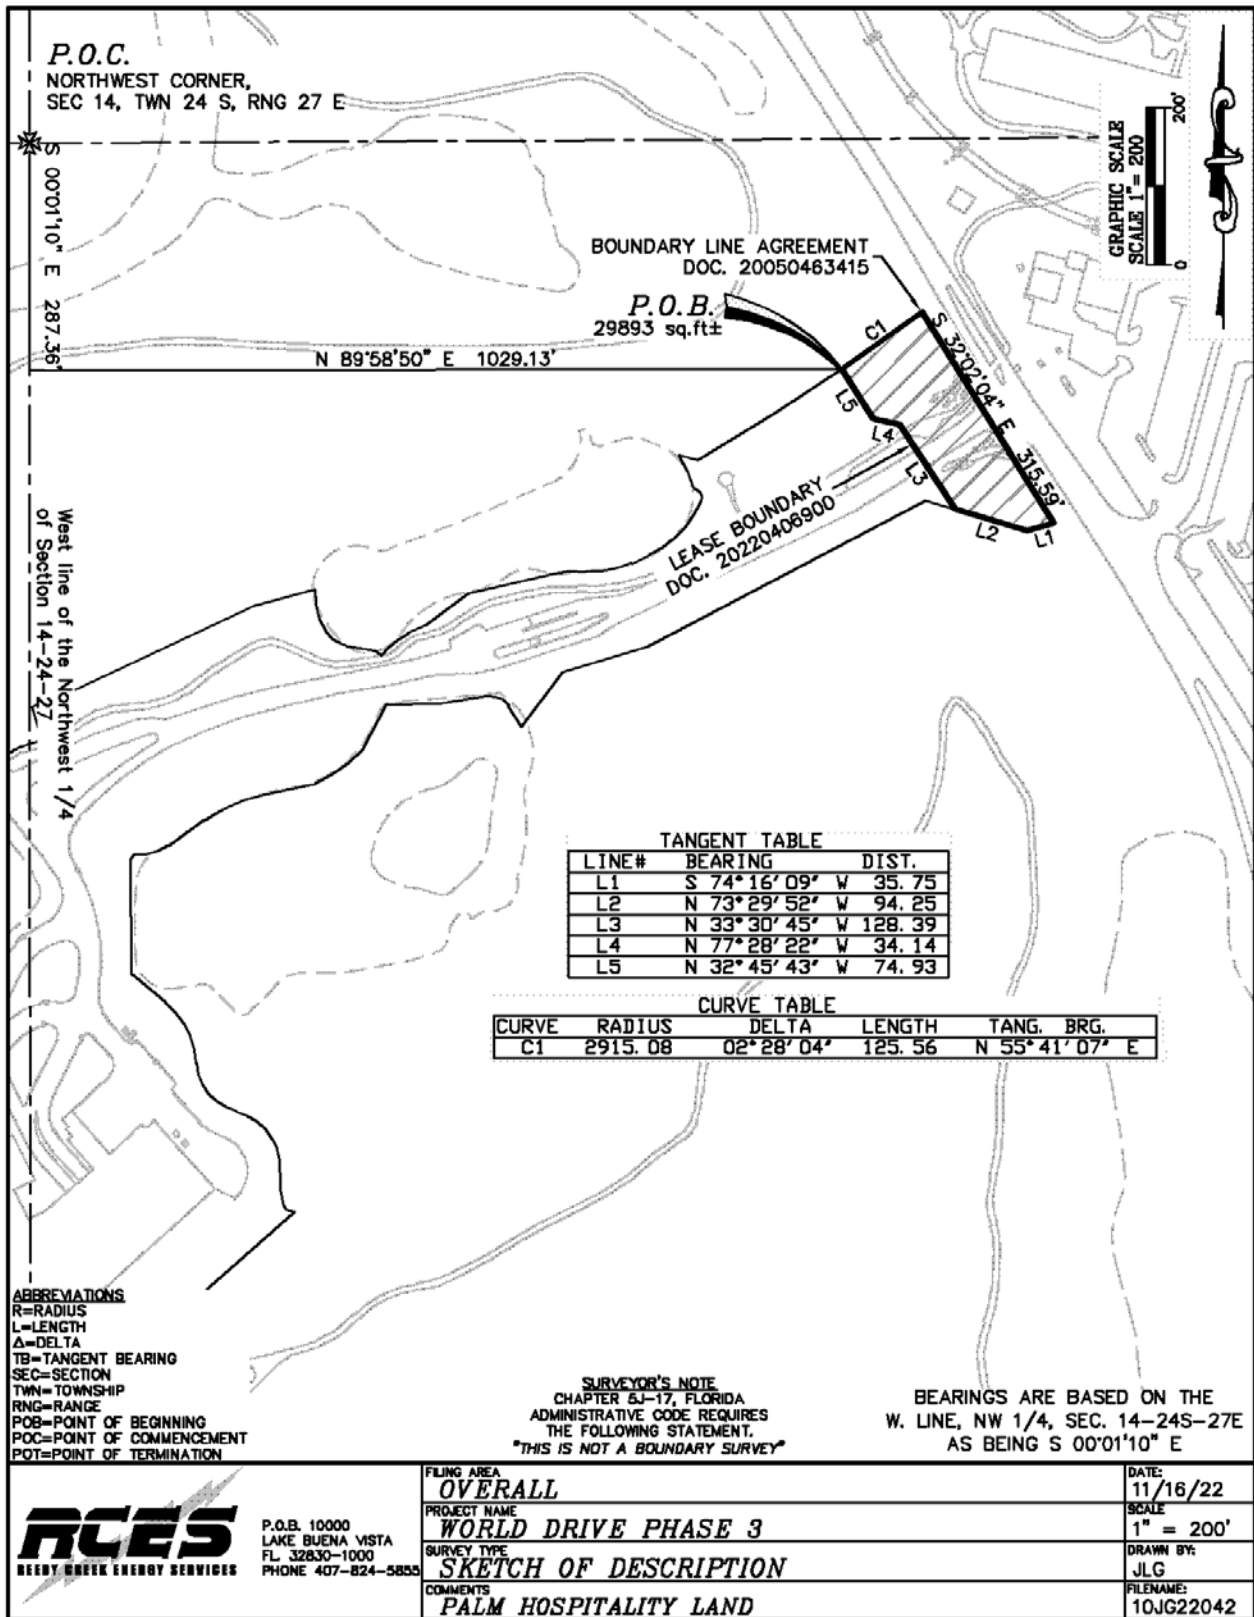 P.O.C.
NORTHWEST CORNER,
SEC 14, TWN 24 S, RNG 27 E
S 00°01'10" E 287.36'
GRAPHIC SCALE
SCALE 1" = 200
0 200'
BOUNDARY LINE AGREEMENT
DOC. 20050463415
P.O.B.
29893 sq.ft±
N 89°58'50" E 1029.13'
C1
S 32°02'04" E 315.59'
L5
L4
L3
L2
L1
LEASE BOUNDARY
DOC. 20220406900
West line of the Northwest 1/4
of Section 14-24-27
TANGENT TABLE
LINE# BEARING DIST.
L1 S 74°16'09" W 35.75
L2 N 73°29'52" W 94.25
L3 N 33°30'45" W 128.39
L4 N 77°28'22" W 34.14
L5 N 32°45'43" W 74.93
CURVE TABLE
CURVE RADIUS DELTA LENGTH TANG. BRG.
C1 2915.08 02°28'04" 125.56 N 55°41'07" E
ABBREVIATIONS
R=RADIUS
L=LENGTH
Δ=DELTA
TB=TANGENT BEARING
SEC=SECTION
TWN=TOWNSHIP
RNG=RANGE
POB=POINT OF BEGINNING
POC=POINT OF COMMENCEMENT
POT=POINT OF TERMINATION
SURVEYOR'S NOTE
CHAPTER 5J-17, FLORIDA
ADMINISTRATIVE CODE REQUIRES
THE FOLLOWING STATEMENT.
"THIS IS NOT A BOUNDARY SURVEY"
BEARINGS ARE BASED ON THE
W. LINE, NW 1/4, SEC. 14-24S-27E
AS BEING S 00°01'10" E
RCES
REEDY CREEK ENERGY SERVICES
P.O.B. 10000
LAKE BUENA VISTA
FL 32830-1000
PHONE 407-824-5855
FILING AREA
OVERALL
PROJECT NAME
WORLD DRIVE PHASE 3
SURVEY TYPE
SKETCH OF DESCRIPTION
COMMENTS
PALM HOSPITALITY LAND
DATE:
11/16/22
SCALE
1" = 200'
DRAWN BY:
JLG
FILENAME:
10JG22042